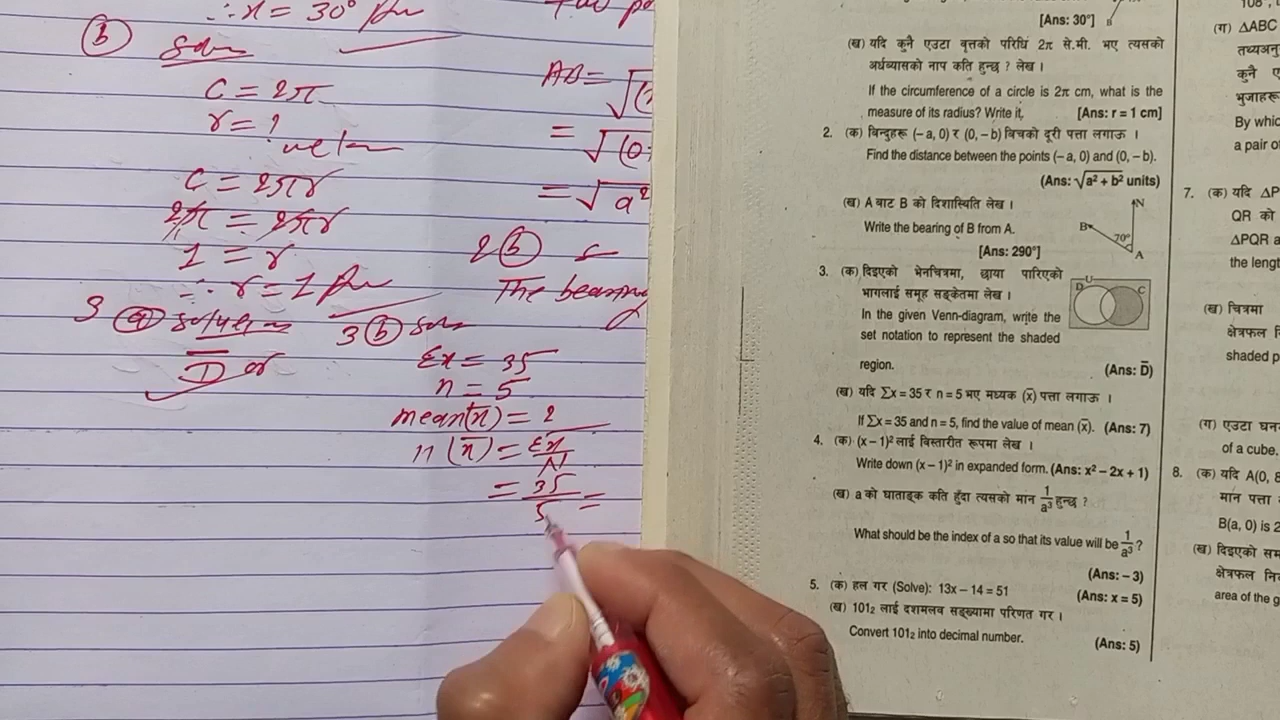 ∴ x = 30°
(b) Soln
C = 2π
r = ?
C = 2πr
2π = 2πr
1 = r
∴ r = 1
3 (a) solution
D̅ or
AB = √(
= √(0
= √a²
2 (b)
The bearing
3 (b) Soln
Σx = 35
n = 5
mean(x̅) = ?
(x̅) = Σx/N
= 35/5 =
[Ans: 30°] B
(ख) यदि कुनै एउटा वृत्तको परिधि 2π से.मी. भए त्यसको
अर्धव्यासको नाप कति हुन्छ ? लेख ।
If the circumference of a circle is 2π cm, what is the
measure of its radius? Write it. [Ans: r = 1 cm]
2. (क) विन्दुहरू (– a, 0) र (0, – b) विचको दूरी पत्ता लगाऊ ।
Find the distance between the points (– a, 0) and (0, – b).
(Ans: √a² + b² units)
(ख) A बाट B को दिशास्थिति लेख ।
Write the bearing of B from A.
[Ans: 290°]
N
B
70°
A
3. (क) दिइएको भेनचित्रमा, छाया पारिएको
भागलाई समूह सङ्केतमा लेख ।
In the given Venn-diagram, write the
set notation to represent the shaded
region. (Ans: D̅)
U
D C
(ख) यदि ∑x = 35 र n = 5 भए मध्यक (x̅) पत्ता लगाऊ ।
If ∑x = 35 and n = 5, find the value of mean (x̅). (Ans: 7)
4. (क) (x – 1)² लाई विस्तारीत रूपमा लेख ।
Write down (x – 1)² in expanded form. (Ans: x² – 2x + 1)
(ख) a को घाताङ्क कति हुँदा त्यसको मान 1/a³ हुन्छ ?
What should be the index of a so that its value will be 1/a³?
(Ans: – 3)
5. (क) हल गर (Solve): 13x – 14 = 51 (Ans: x = 5)
(ख) 101₂ लाई दशमलव सङ्ख्यामा परिणत गर ।
Convert 101₂ into decimal number. (Ans: 5)
108°,
(ग) ΔABC
तथ्यअनु
कुनै ए
भुजाहरू
By whic
a pair of
7. (क) यदि ΔP
QR को
ΔPQR a
the lengt
(ख) चित्रमा
क्षेत्रफल नि
shaded p
(ग) एउटा घन
of a cube.
8. (क) यदि A(0, 8
मान पत्ता
B(a, 0) is 2
(ख) दिइएको सम
क्षेत्रफल नि
area of the g